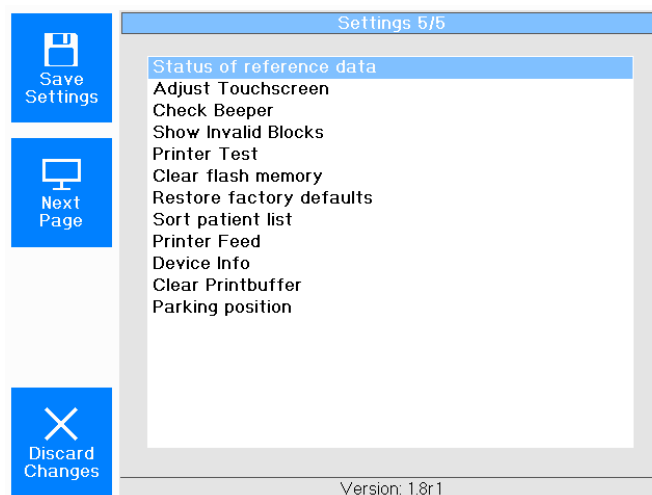 Settings 5/5
Save
Settings
Next
Page
Discard
Changes
Status of reference data
Adjust Touchscreen
Check Beeper
Show Invalid Blocks
Printer Test
Clear flash memory
Restore factory defaults
Sort patient list
Printer Feed
Device Info
Clear Printbuffer
Parking position
Version: 1.8r1